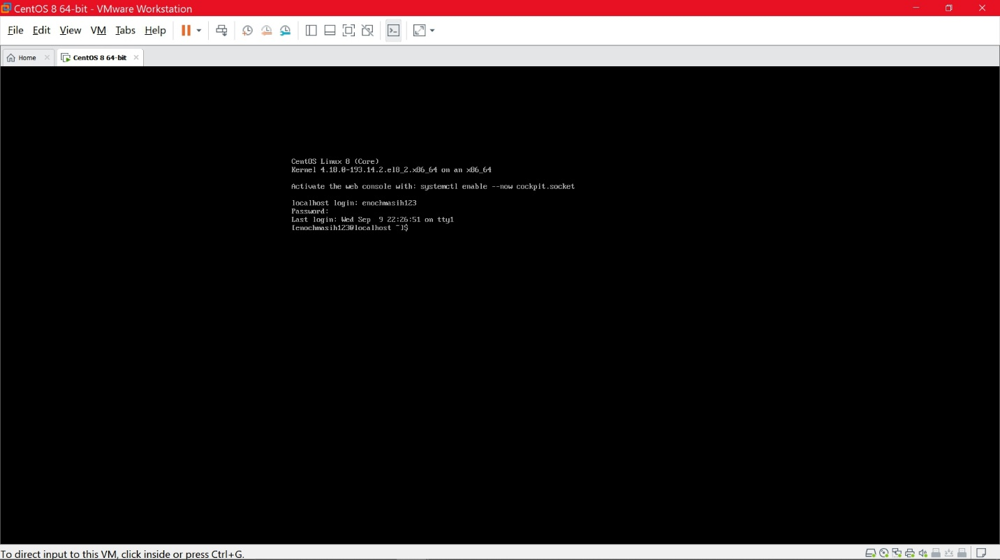 CentOS 8 64-bit - VMware Workstation
File Edit View VM Tabs Help
Home CentOS 8 64-bit
CentOS Linux 8 (Core)
Kernel 4.18.0-193.14.2.el8_2.x86_64 on an x86_64
Activate the web console with: systemctl enable --now cockpit.socket
localhost login: enochmasih123
Password:
Last login: Wed Sep  9 22:26:51 on tty1
[enochmasih123@localhost ~]$
To direct input to this VM, click inside or press Ctrl+G.